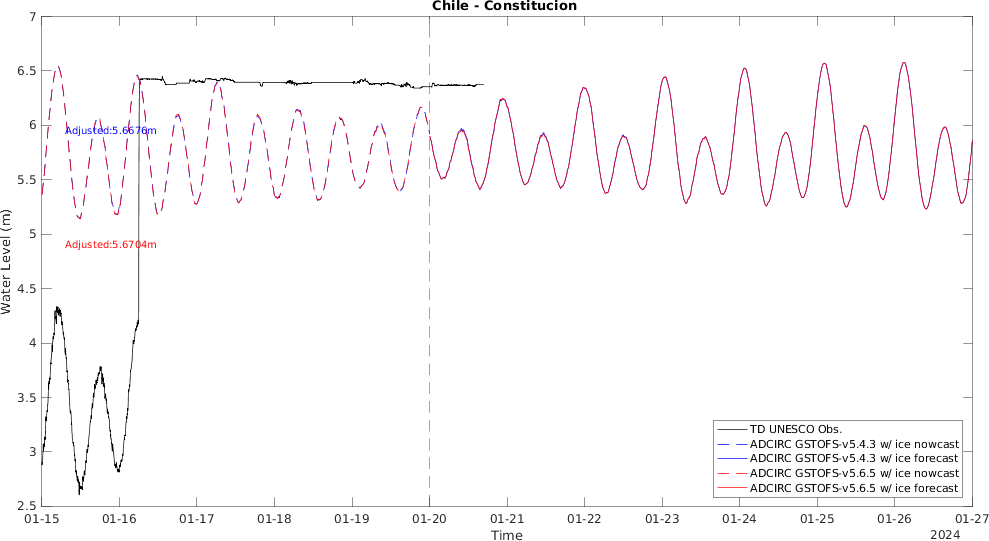 Chile - Constitucion
7
6.5
6
5.5
5
4.5
4
3.5
3
2.5
Water Level (m)
Adjusted:5.6676m
Adjusted:5.6704m
TD UNESCO Obs.
ADCIRC GSTOFS-v5.4.3 w/ ice nowcast
ADCIRC GSTOFS-v5.4.3 w/ ice forecast
ADCIRC GSTOFS-v5.6.5 w/ ice nowcast
ADCIRC GSTOFS-v5.6.5 w/ ice forecast
01-15 01-16 01-17 01-18 01-19 01-20 01-21 01-22 01-23 01-24 01-25 01-26 01-27
Time
2024